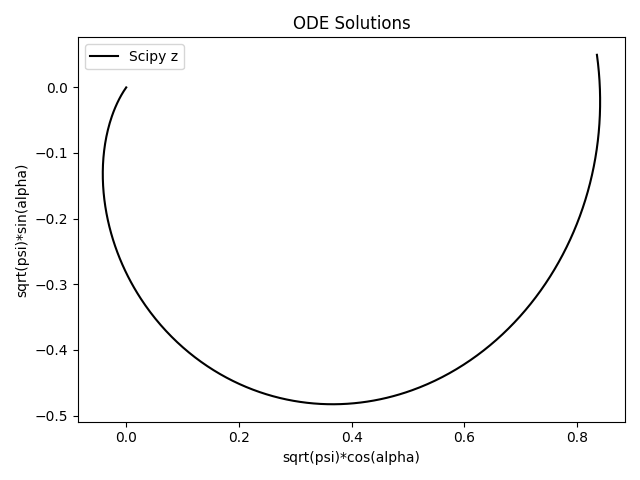 ODE Solutions
Scipy z
sqrt(psi)*sin(alpha)
0.0
−0.1
−0.2
−0.3
−0.4
−0.5
0.0 0.2 0.4 0.6 0.8
sqrt(psi)*cos(alpha)